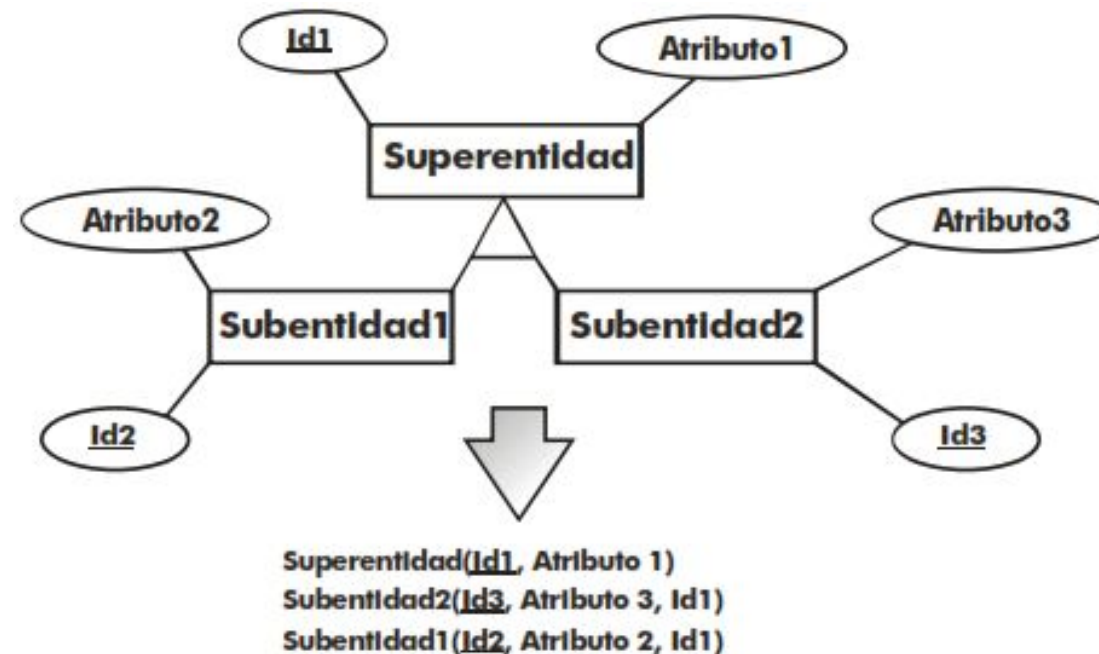 Id1
Atributo1
Superentidad
Atributo2
Atributo3
Subentidad1
Subentidad2
Id2
Id3
Superentidad(Id1, Atributo 1)
Subentidad2(Id3, Atributo 3, Id1)
Subentidad1(Id2, Atributo 2, Id1)